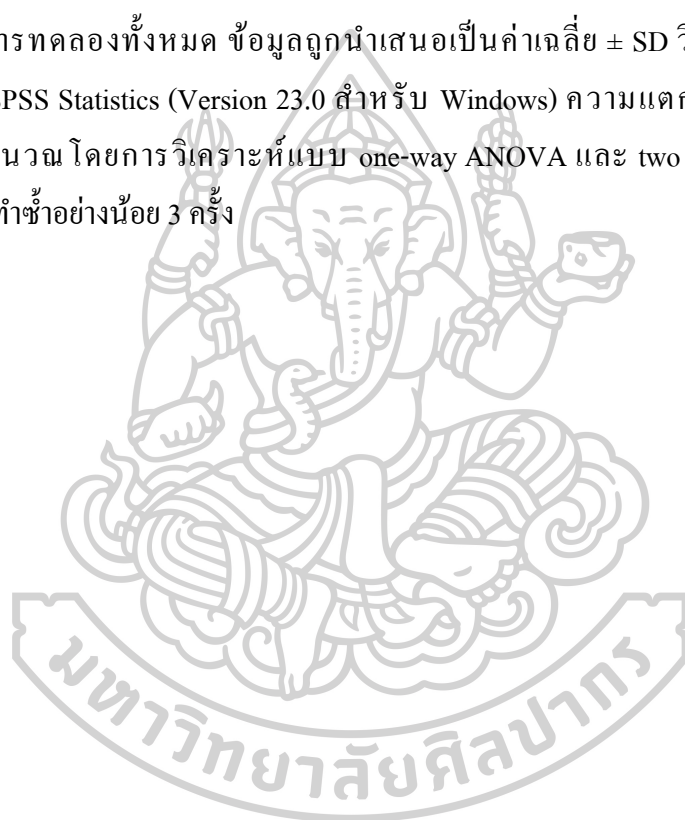 ารทดลองทั้งหมด ข้อมูลถูกนำเสนอเป็นค่าเฉลี่ย ± SD วิ
SPSS Statistics (Version 23.0 สำหรับ Windows) ความแตก
นวณโดยการวิเคราะห์แบบ one-way ANOVA และ two
ทำซ้ำอย่างน้อย 3 ครั้ง
มหาวิทยาลัยศิลปากร